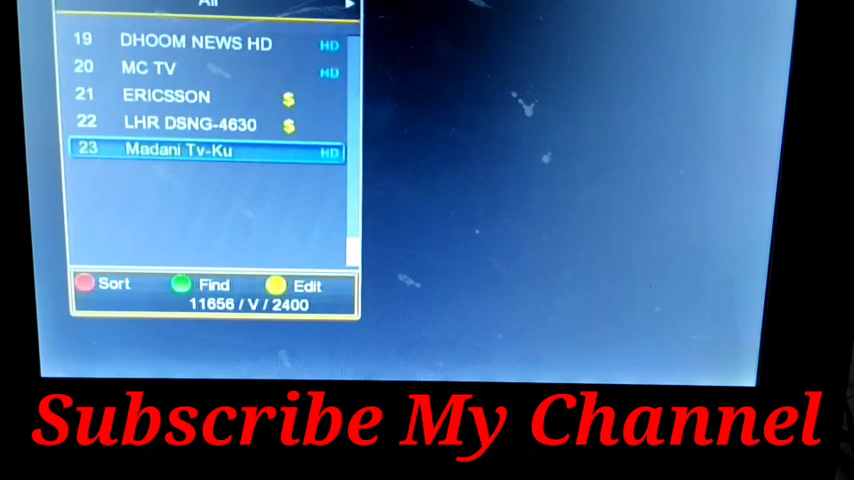 All
19 DHOOM NEWS HD HD
20 MC TV HD
21 ERICSSON $
22 LHR DSNG-4630 $
23 Madani Tv-Ku HD
Sort Find Edit
11656 / V / 2400
Subscribe My Channel